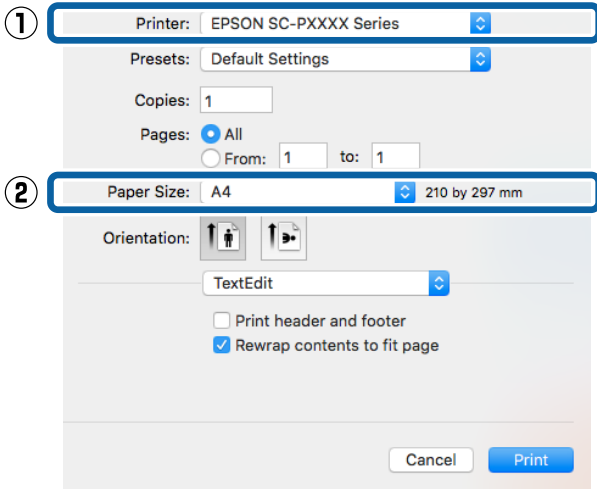 ① Printer: EPSON SC-PXXXX Series
Presets: Default Settings
Copies: 1
Pages: All
From: 1 to: 1
② Paper Size: A4 210 by 297 mm
Orientation:
TextEdit
Print header and footer
Rewrap contents to fit page
Cancel Print